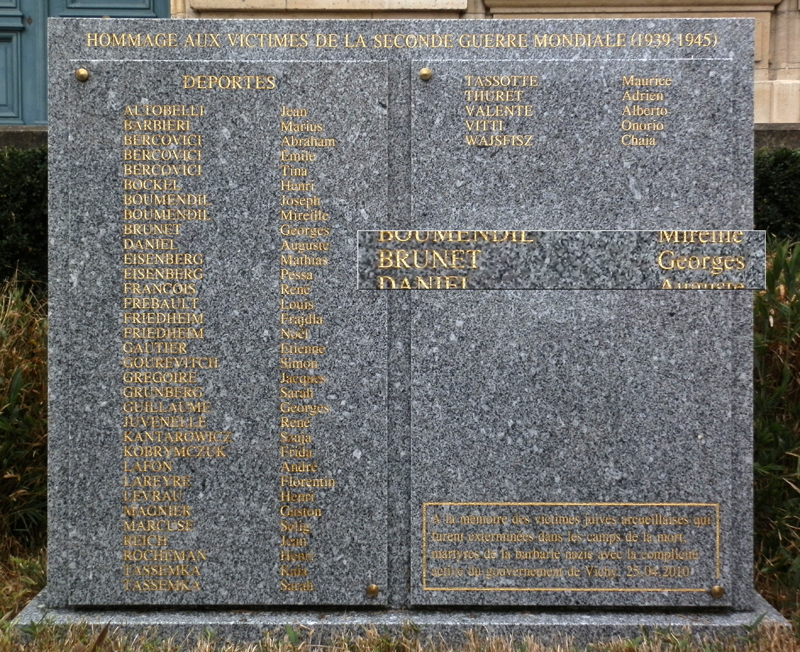 HOMMAGE AUX VICTIMES DE LA SECONDE GUERRE MONDIALE (1939-1945)
DEPORTES
ALTOBELLI Jean
BARBIERI Marius
BERCOVICI Abraham
BERCOVICI Emile
BERCOVICI Tina
BOCKEL Henri
BOUMENDIL Joseph
BOUMENDIL Mireille
BRUNET Georges
DANIEL Auguste
EISENBERG Mathias
EISENBERG Pessa
FRANCOIS René
FREBAULT Louis
FRIEDHEIM Frajdla
FRIEDHEIM Noël
GAUTIER Etienne
GOUREVITCH Simon
GREGOIRE Jacques
GRUNBERG Sarah
GUILLAUME Georges
JUVENELLE René
KANTAROWICZ Szaja
KOBRYMCZUK Frida
LAFON André
LAREYRE Florentin
LEVRAU Henri
MAGNIER Gaston
MARCUSE Selig
REICH Jean
ROCHEMAN Henri
TASSEMKA
TASSEMKA Sarah
TASSOTTE Maurice
THURET Adrien
VALENTE Alberto
VITTI Onorio
WAJSFISZ Chaja
BOUMENDIL Mireille
BRUNET Georges
DANIEL Auguste
A la mémoire des victimes juives arcueillaises qui
furent exterminées dans les camps de la mort,
martyres de la barbarie nazie avec la complicité
active du gouvernement de Vichy. 25-04-2010